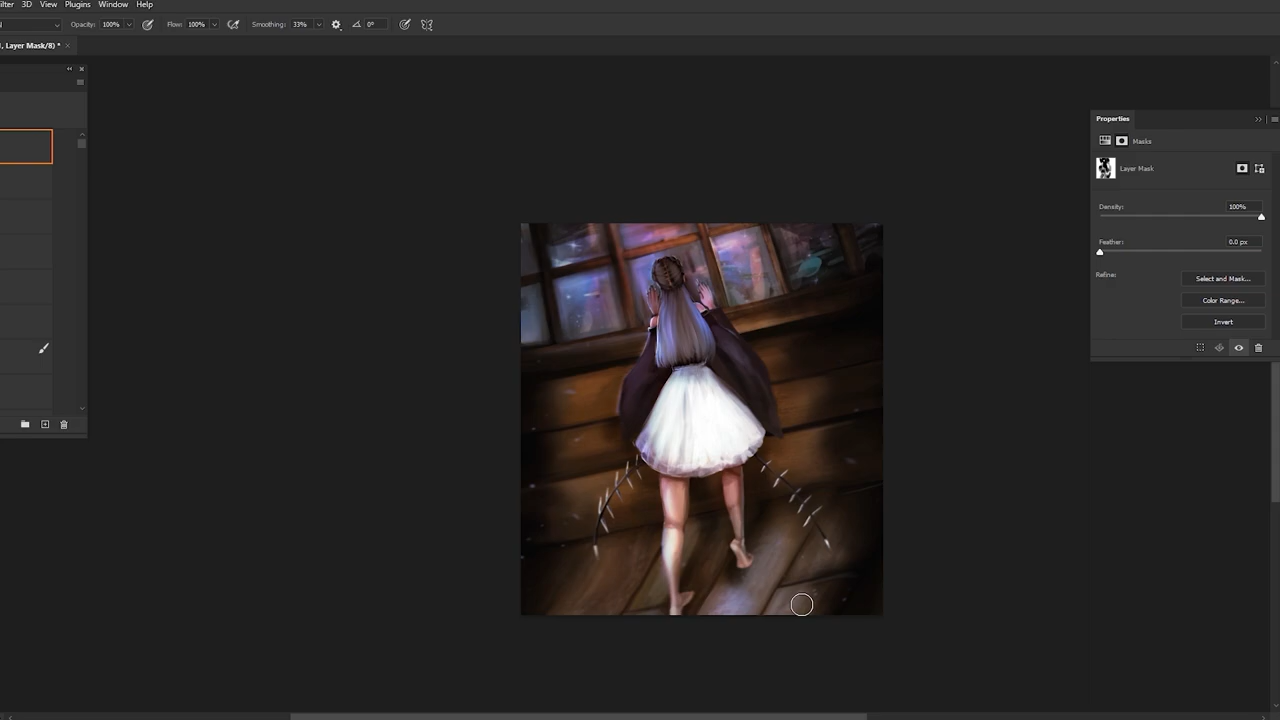 ilter 3D View Plugins Window Help
Opacity: 100% Flow: 100% Smoothing: 33% 0°
, Layer Mask/8) *
Properties
Masks
Layer Mask
Density: 100%
Feather: 0.0 px
Refine: Select and Mask...
Color Range...
Invert